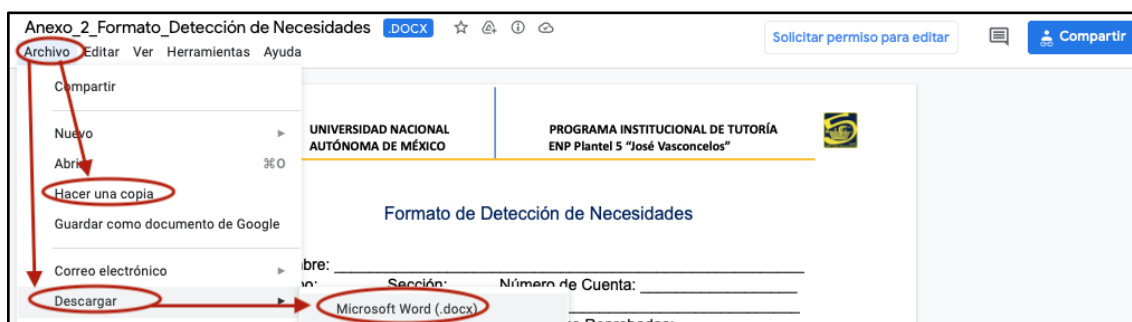 Anexo_2_Formato_Detección de Necesidades .DOCX
Solicitar permiso para editar
Compartir
Archivo Editar Ver Herramientas Ayuda
Compartir
Nuevo
Abrir ⌘O
Hacer una copia
Guardar como documento de Google
Correo electrónico
Descargar
Microsoft Word (.docx)
UNIVERSIDAD NACIONAL
AUTÓNOMA DE MÉXICO
PROGRAMA INSTITUCIONAL DE TUTORÍA
ENP Plantel 5 "José Vasconcelos"
5
Formato de Detección de Necesidades
bre:
Sección: Número de Cuenta: